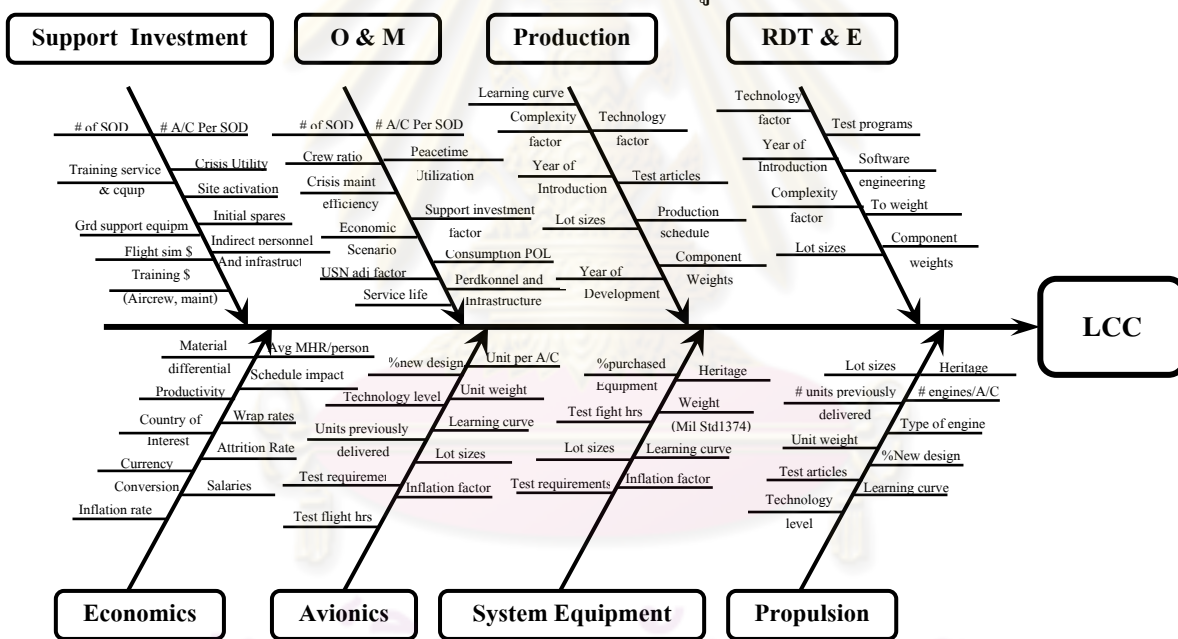 Support Investment
O & M
Production
RDT & E
# of SOD
# A/C Per SOD
Training service
& cquip
Crisis Utility
Site activation
Grd support equipm
Initial spares
Flight sim $
Indirect personnel
And infrastruct
Training $
(Aircrew, maint)
# of SOD
# A/C Per SOD
Crew ratio
Peacetime
Utilization
Crisis maint
efficiency
Economic
Scenario
Support investment
factor
USN adj factor
Consumption POL
Service life
Perdkonnel and
Infrastructure
Learning curve
Complexity
factor
Technology
factor
Year of
Introduction
Test articles
Lot sizes
Production
schedule
Year of
Development
Component
Weights
Technology
factor
Test programs
Year of
Introduction
Software
engineering
Complexity
factor
To weight
Lot sizes
Component
weights
LCC
Material
differential
Avg MHR/person
Productivity
Schedule impact
Country of
Interest
Wrap rates
Currency
Conversion
Attrition Rate
Inflation rate
Salaries
%new design
Unit per A/C
Technology level
Unit weight
Units previously
delivered
Learning curve
Test requiremen
Lot sizes
Test flight hrs
Inflation factor
%purchased
Equipment
Heritage
Test fight hrs
Weight
(Mil Std1374)
Lot sizes
Learning curve
Test requirements
Inflation factor
Lot sizes
Heritage
# units previously
delivered
# engines/A/C
Unit weight
Type of engine
Test articles
%New design
Technology
level
Learning curve
Economics
Avionics
System Equipment
Propulsion